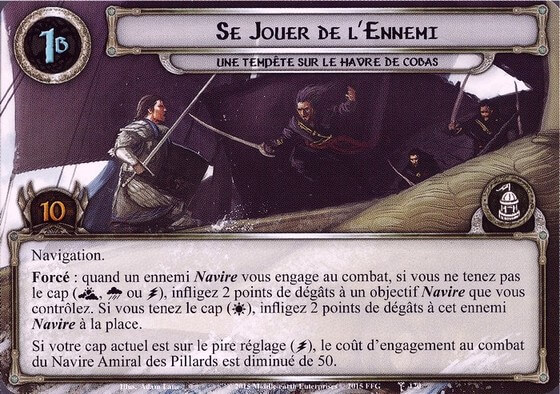 1B
Se Jouer de l'Ennemi
Une Tempête sur le Havre de Cobas
10
Navigation.
Forcé : quand un ennemi Navire vous engage au combat, si vous ne tenez pas
le cap (, ou ), infligez 2 points de dégâts à un objectif Navire que vous
contrôlez. Si vous tenez le cap (), infligez 2 points de dégâts à cet ennemi
Navire à la place.
Si votre cap actuel est sur le pire réglage (), le coût d'engagement au combat
du Navire Amiral des Pillards est diminué de 50.
Illus. Adam Lane © 2015 Middle-earth Enterprises © 2015 FFG 120